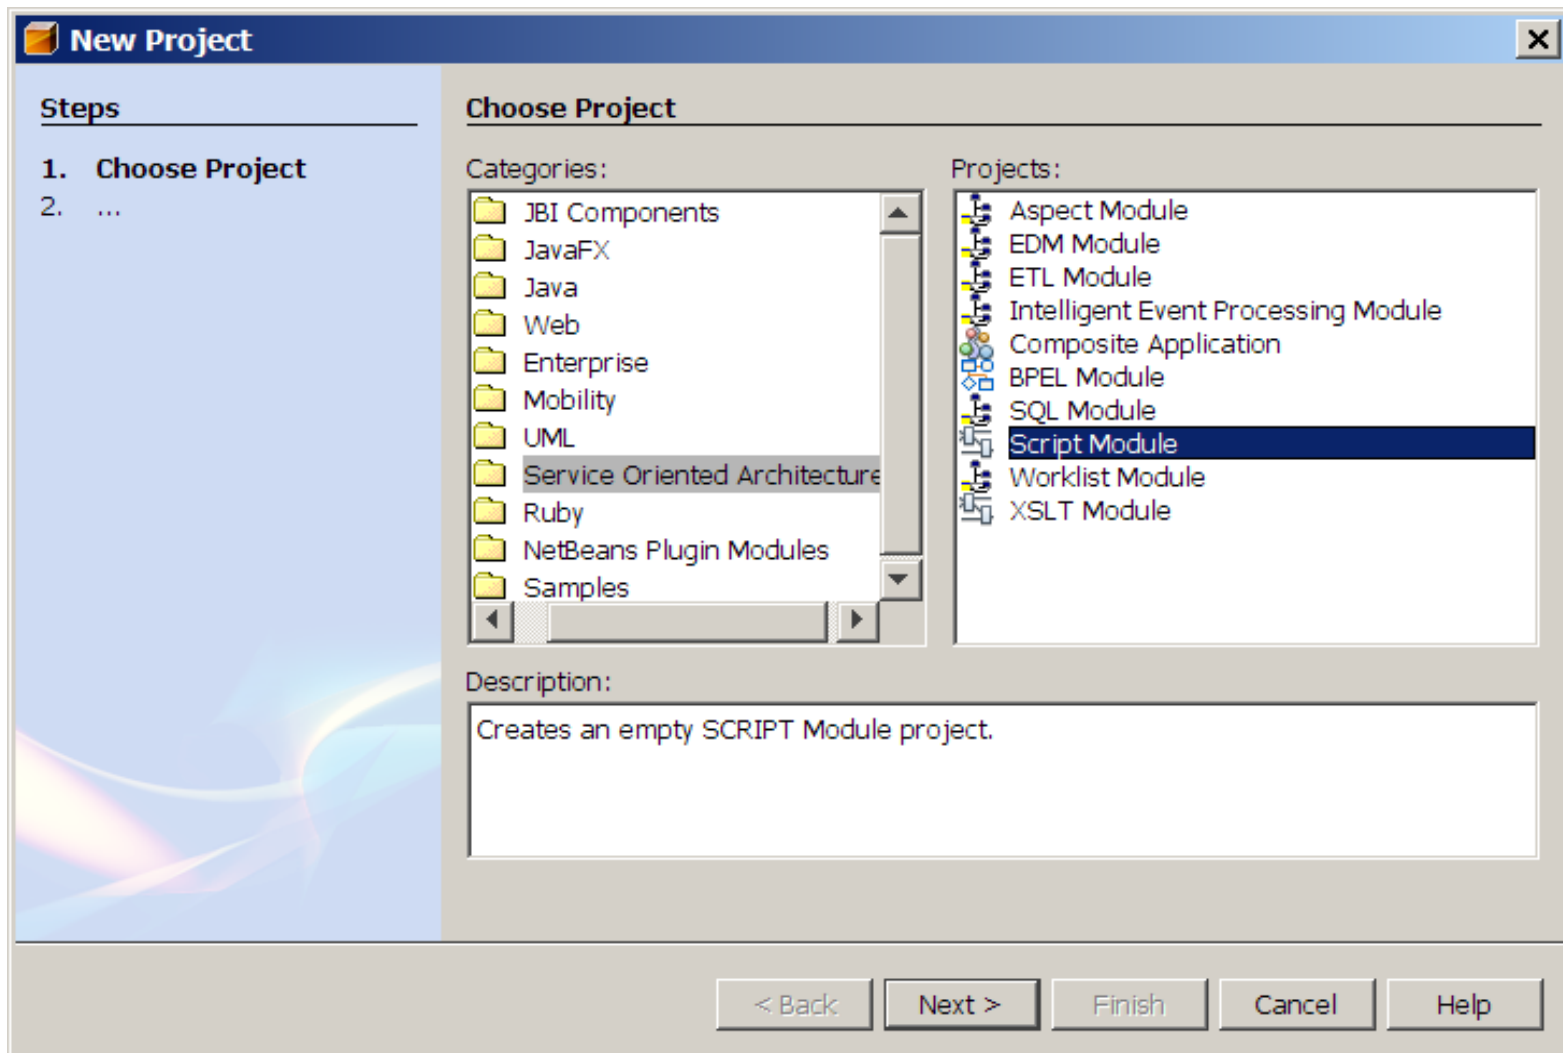 New Project
Steps
1. Choose Project
2. ...
Choose Project
Categories:
JBI Components
JavaFX
Java
Web
Enterprise
Mobility
UML
Service Oriented Architecture
Ruby
NetBeans Plugin Modules
Samples
Projects:
Aspect Module
EDM Module
ETL Module
Intelligent Event Processing Module
Composite Application
BPEL Module
SQL Module
Script Module
Worklist Module
XSLT Module
Description:
Creates an empty SCRIPT Module project.
< Back
Next >
Finish
Cancel
Help